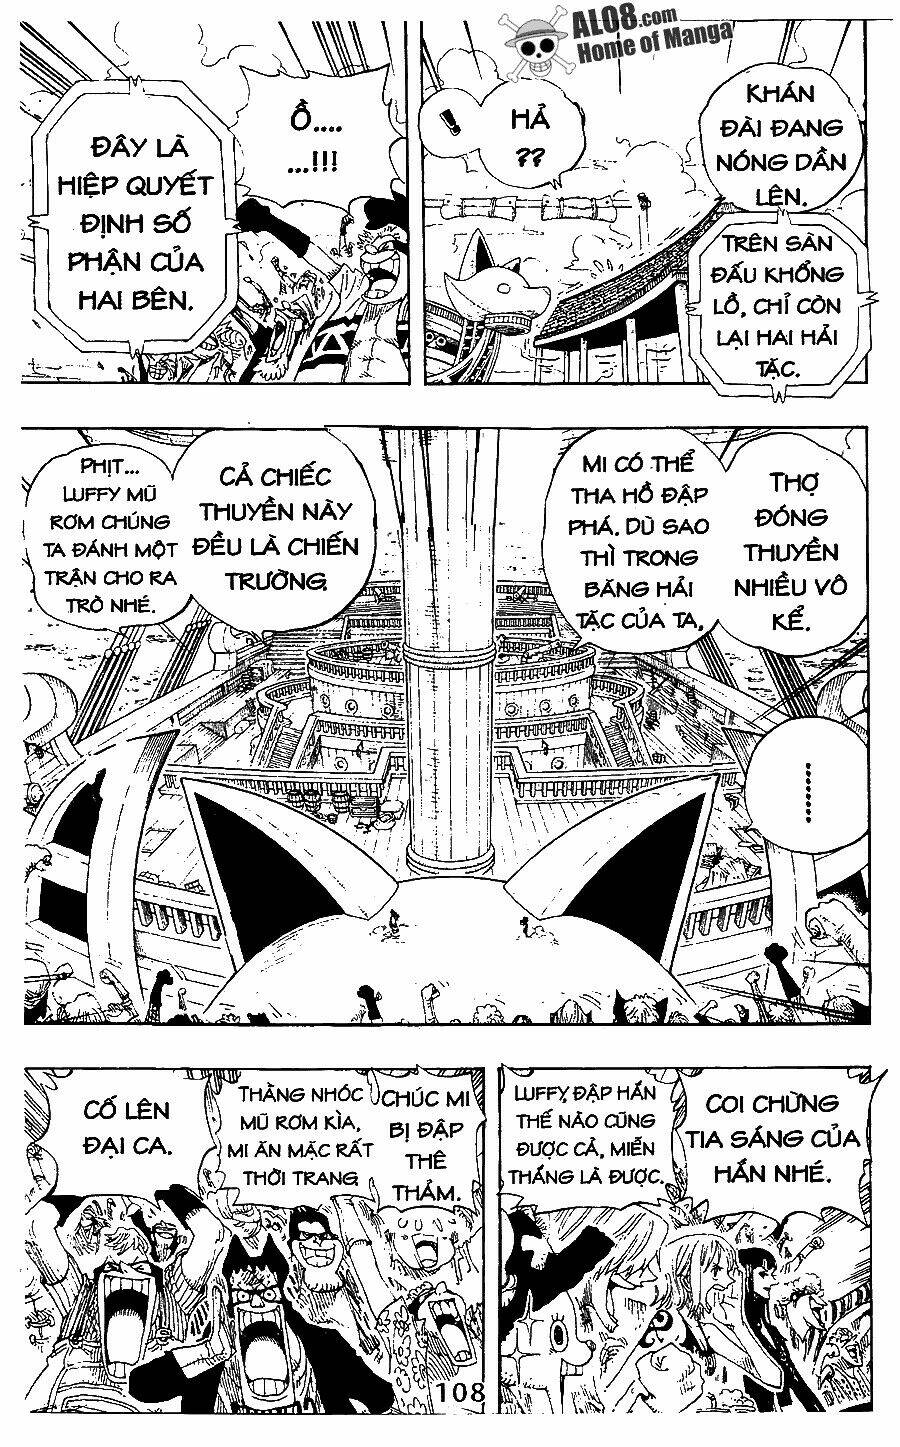 ALO8.com
Home of Manga
KHÁN
ĐÀI ĐANG
NÓNG DẦN
LÊN.
TRÊN SÀN
ĐẤU KHỔNG
LỒ, CHỈ CÒN
LẠI HAI HẢI
TẶC.
HẢ
??
!
Ồ....
...!!!
ĐÂY LÀ
HIỆP QUYẾT
ĐỊNH SỐ
PHẬN CỦA
HAI BÊN.
THỢ
ĐÓNG
THUYỀN
NHIỀU VÔ
KỂ.
MI CÓ THỂ
THA HỒ ĐẬP
PHÁ. DÙ SAO
THÌ TRONG
BĂNG HẢI
TẶC CỦA TA,
CẢ CHIẾC
THUYỀN NÀY
ĐỀU LÀ CHIẾN
TRƯỜNG.
PHỊT...
LUFFY MŨ
RƠM CHÚNG
TA ĐÁNH MỘT
TRẬN CHO RA
TRÒ NHÉ.
.........
COI CHỪNG
TIA SÁNG CỦA
HẮN NHÉ.
LUFFY, ĐẬP HẮN
THẾ NÀO CŨNG
ĐƯỢC CẢ, MIỄN
THẮNG LÀ ĐƯỢC.
CHÚC MI
BỊ ĐẬP
THÊ
THẢM.
THẰNG NHÓC
MŨ RƠM KÌA,
MI ĂN MẶC RẤT
THỜI TRANG
CỐ LÊN
ĐẠI CA.
108